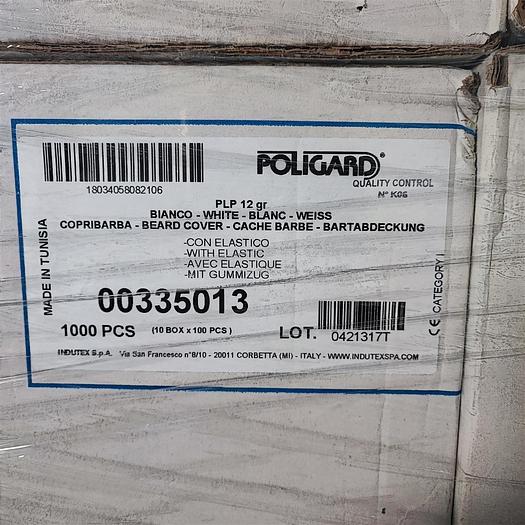 18034058082106
POLIGARD®
QUALITY CONTROL
N° K06
PLP 12 gr
BIANCO - WHITE - BLANC - WEISS
COPRIBARBA - BEARD COVER - CACHE BARBE - BARTABDECKUNG
-CON ELASTICO
-WITH ELASTIC
-AVEC ELASTIQUE
-MIT GUMMIZUG
MADE IN TUNISIA
00335013
1000 PCS (10 BOX x 100 PCS )
LOT. 0421317T
CE CATEGORY I
INDUTEX S.p.A. Via San Francesco n°8/10 - 20011 CORBETTA (MI) - ITALY - WWW.INDUTEXSPA.COM